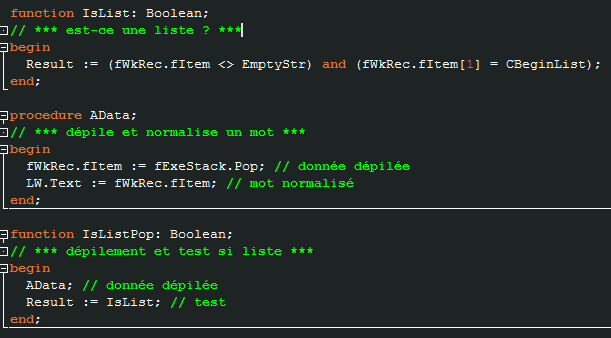 function IsList: Boolean;
// *** est-ce une liste ? ***
begin
  Result := (fWkRec.fItem <> EmptyStr) and (fWkRec.fItem[1] = CBeginList);
end;

procedure AData;
// *** dépile et normalise un mot ***
begin
  fWkRec.fItem := fExeStack.Pop; // donnée dépilée
  LW.Text := fWkRec.fItem; // mot normalisé
end;

function IsListPop: Boolean;
// *** dépilement et test si liste ***
begin
  AData; // donnée dépilée
  Result := IsList; // test
end;